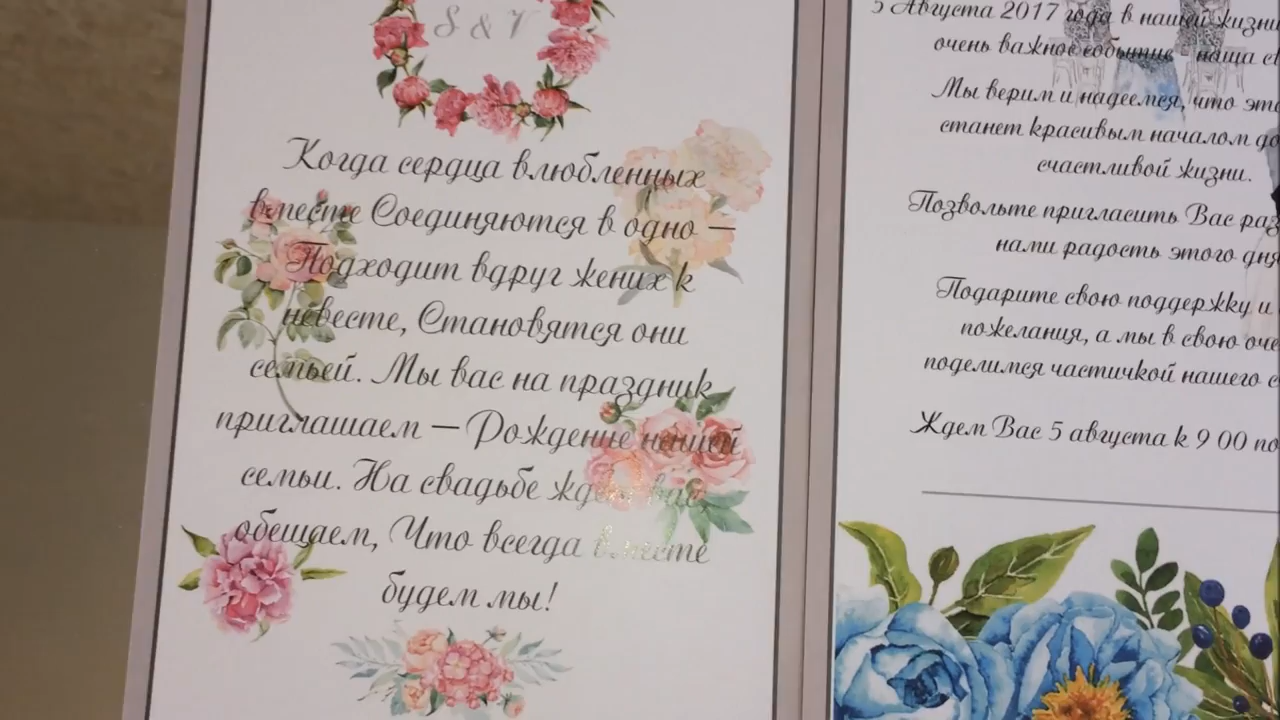 S & V
Когда сердца влюбленных
вместе Соединяются в одно —
Подходит вдруг жених к
невесте, Становятся они
семьей. Мы вас на праздник
приглашаем — Рождение нашей
семьи. На свадьбе ждем вас,
обещаем, Что всегда вместе
будем мы!
5 Августа 2017 года в нашей жизни
очень важное событие наша
Мы верим и надеемся, что
станет красивым началом
счастливой жизни.
Позвольте пригласить Вас
нами радость этого дня
Подарите свою поддержку и
пожелания, а мы в свою
поделимся частичкой нашего
Ждем Вас 5 августа к 9 00 по